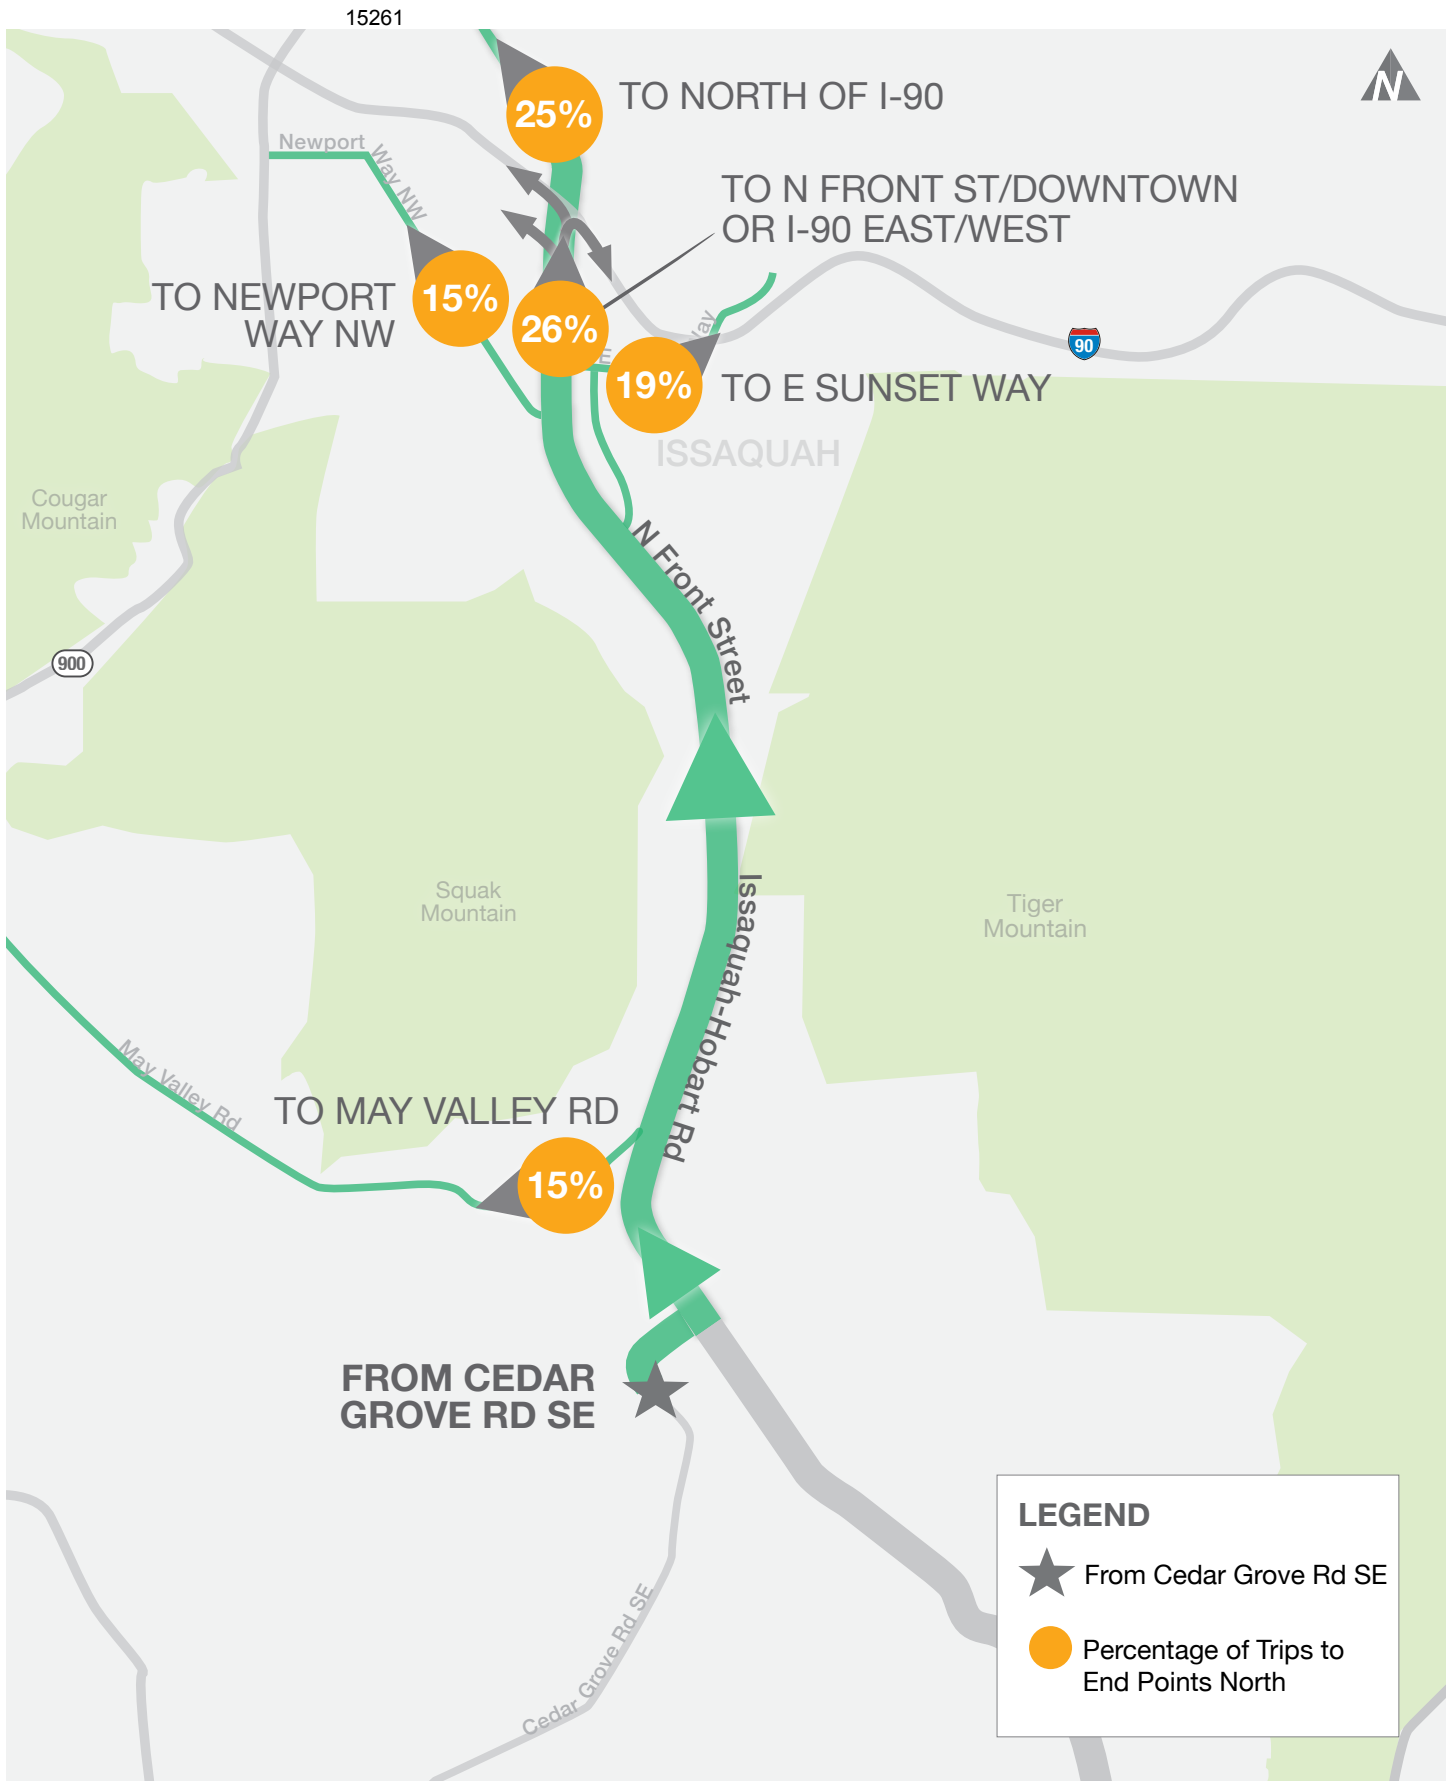 15261
25%
TO NORTH OF I-90
N
Newport
Way NW
TO N FRONT ST/DOWNTOWN
OR I-90 EAST/WEST
TO NEWPORT
WAY NW
15%
26%
90
E
19%
TO E SUNSET WAY
ISSAQUAH
Cougar
Mountain
N Front Street
900
Squak
Mountain
Tiger
Mountain
Issaquah-Hobart Rd
May Valley Rd
TO MAY VALLEY RD
15%
FROM CEDAR
GROVE RD SE
Cedar Grove Rd SE
LEGEND
From Cedar Grove Rd SE
Percentage of Trips to
End Points North